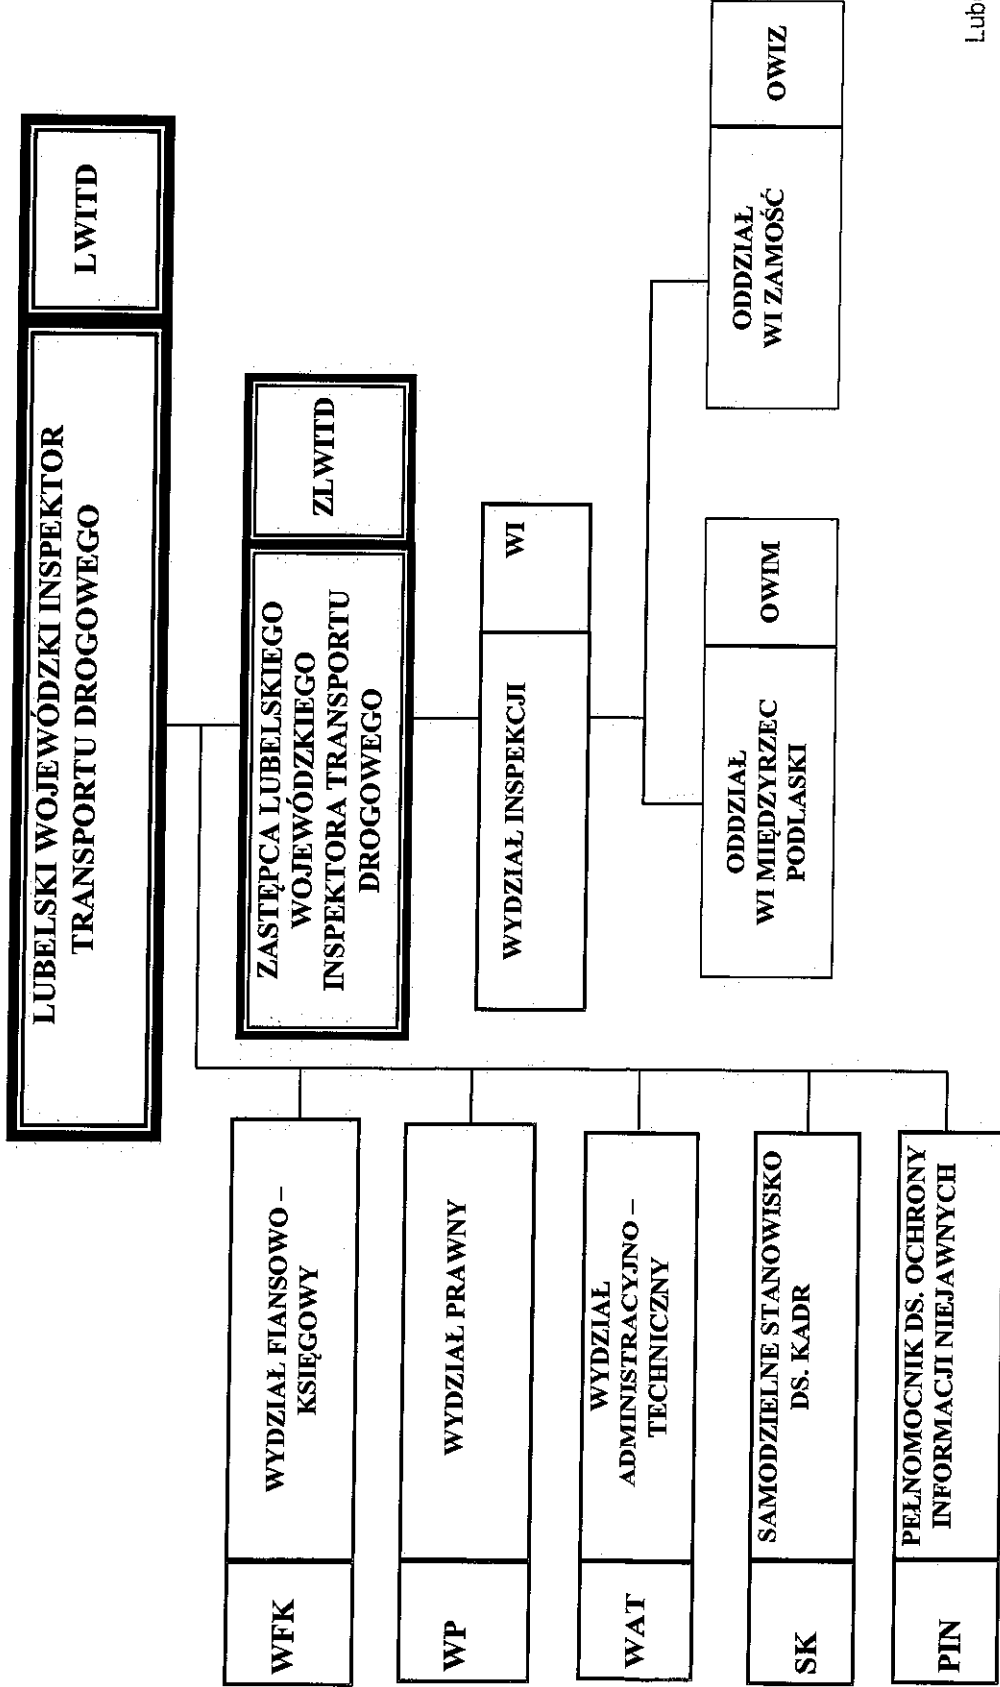 LUBELSKI WOJEWÓDZKI INSPEKTOR
TRANSPORTU DROGOWEGO
LWITD
ZASTĘPCA LUBELSKIEGO
WOJEWÓDZKIEGO
INSPEKTORA TRANSPORTU
DROGOWEGO
ZLWITD
WFK
WYDZIAŁ FIANSOWO –
KSIĘGOWY
WP
WYDZIAŁ PRAWNY
WAT
WYDZIAŁ
ADMINISTRACYJNO –
TECHNICZNY
SK
SAMODZIELNE STANOWISKO
DS. KADR
PIN
PEŁNOMOCNIK DS. OCHRONY
INFORMACJI NIEJAWNYCH
WYDZIAŁ INSPEKCJI
WI
ODDZIAŁ
WI MIĘDZYRZEC
PODLASKI
OWIM
ODDZIAŁ
WI ZAMOŚĆ
OWIZ
Lub